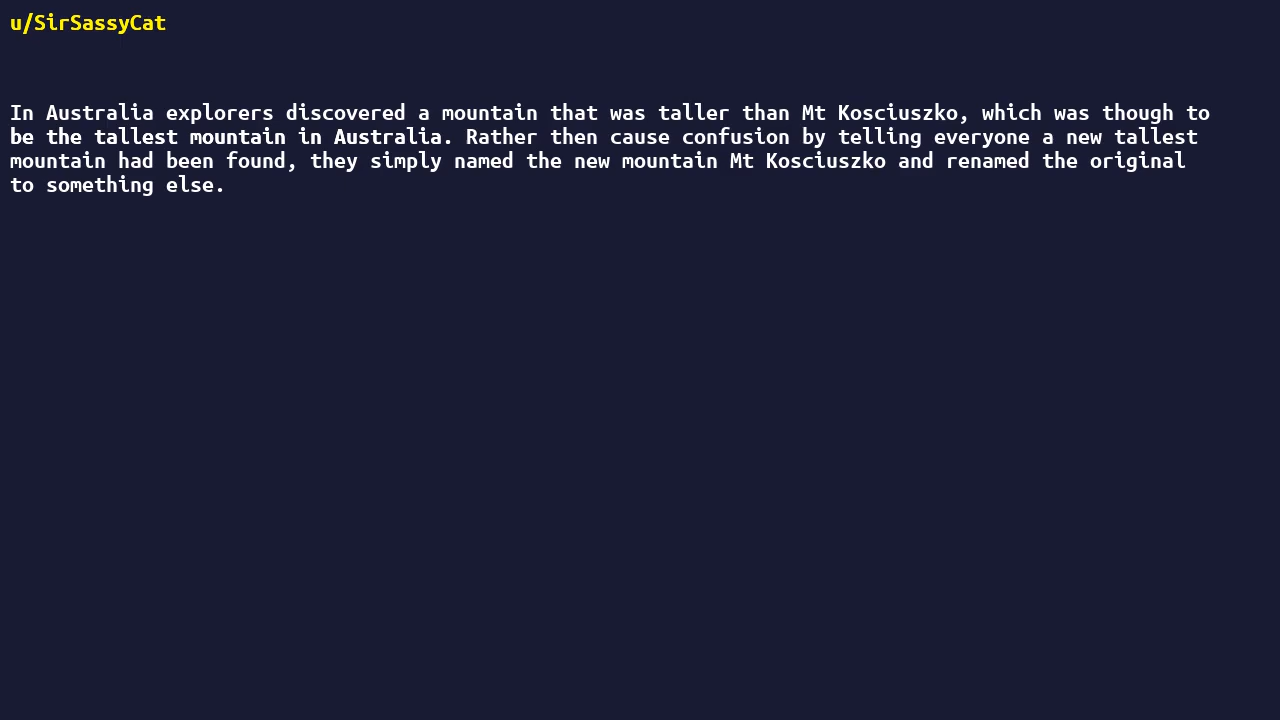 u/SirSassyCat
In Australia explorers discovered a mountain that was taller than Mt Kosciuszko, which was though to
be the tallest mountain in Australia. Rather then cause confusion by telling everyone a new tallest
mountain had been found, they simply named the new mountain Mt Kosciuszko and renamed the original
to something else.